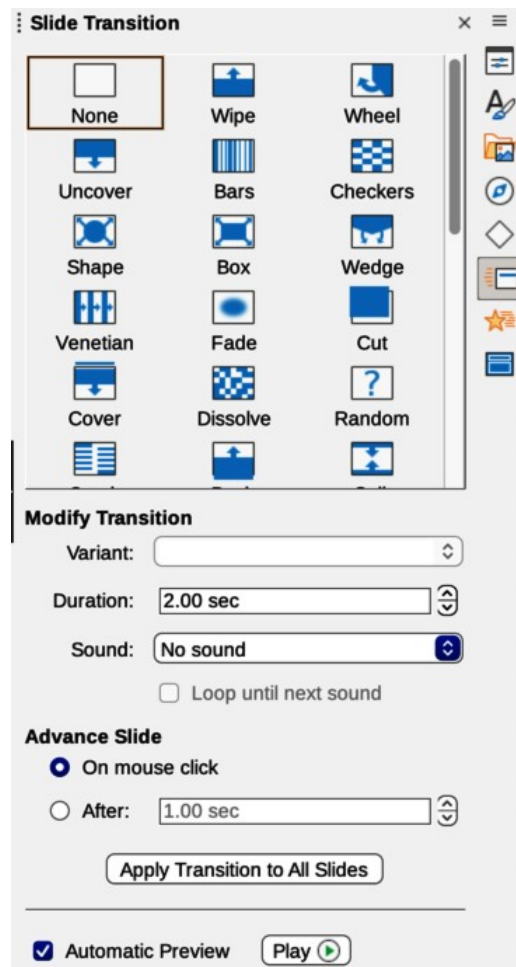 Slide Transition
None Wipe Wheel
Uncover Bars Checkers
Shape Box Wedge
Venetian Fade Cut
Cover Dissolve Random
Modify Transition
Variant:
Duration: 2.00 sec
Sound: No sound
Loop until next sound
Advance Slide
On mouse click
After: 1.00 sec
Apply Transition to All Slides
Automatic Preview Play